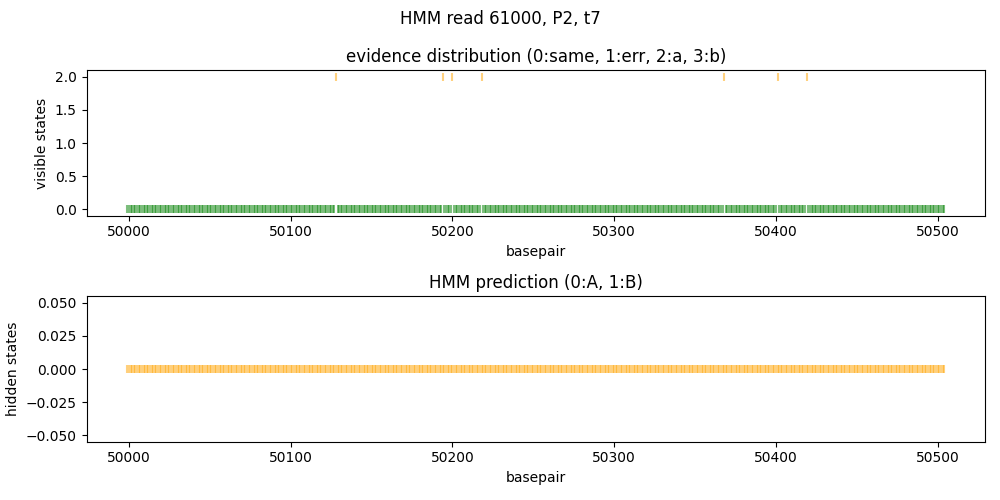 HMM read 61000, P2, t7
evidence distribution (0:same, 1:err, 2:a, 3:b)
2.0
1.5
1.0
0.5
0.0
visible states
50000 50100 50200 50300 50400 50500
basepair
HMM prediction (0:A, 1:B)
0.050
0.025
0.000
−0.025
−0.050
hidden states
50000 50100 50200 50300 50400 50500
basepair